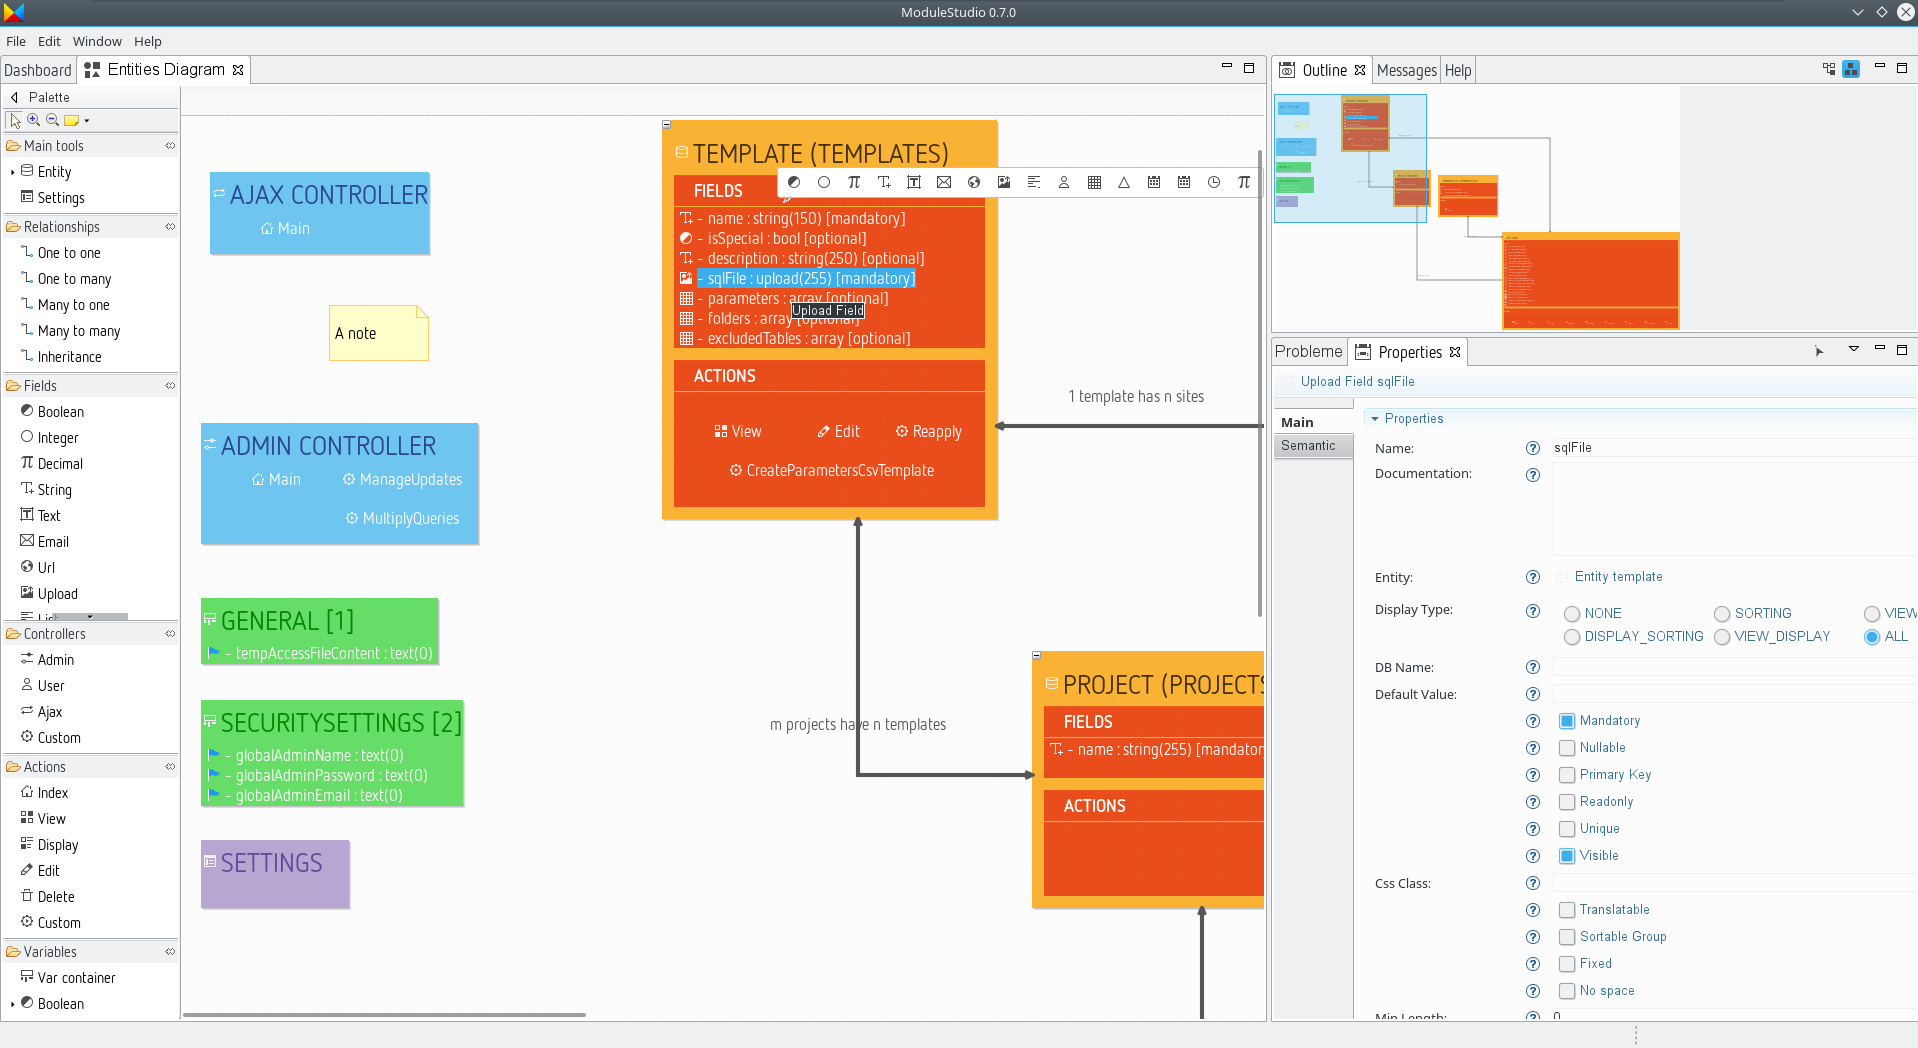 ModuleStudio 0.7.0
File Edit Window Help
Dashboard Entities Diagram
Palette
Main tools
Entity
Settings
Relationships
One to one
One to many
Many to one
Many to many
Inheritance
Fields
Boolean
Integer
Decimal
String
Text
Email
Url
Upload
Controllers
Admin
User
Ajax
Custom
Actions
Index
View
Display
Edit
Delete
Custom
Variables
Var container
Boolean
AJAX CONTROLLER
Main
A note
ADMIN CONTROLLER
Main ManageUpdates
MultiplyQueries
GENERAL [1]
- tempAccessFileContent : text(0)
SECURITYSETTINGS [2]
- globalAdminName : text(0)
- globalAdminPassword : text(0)
- globalAdminEmail : text(0)
SETTINGS
TEMPLATE (TEMPLATES)
FIELDS
- name : string(150) [mandatory]
- isSpecial : bool [optional]
- description : string(250) [optional]
- sqlFile : upload(255) [mandatory]
- parameters : array [optional]
Upload Field
- folders : array [optional]
- excludedTables : array [optional]
ACTIONS
View Edit Reapply
CreateParametersCsvTemplate
1 template has n sites
m projects have n templates
PROJECT (PROJECTS
FIELDS
- name : string(255) [mandator
ACTIONS
Outline Messages Help
Probleme Properties
Upload Field sqlFile
Main
Semantic
Properties
Name: sqlFile
Documentation:
Entity: Entity template
Display Type: NONE SORTING VIEW
DISPLAY_SORTING VIEW_DISPLAY ALL
DB Name:
Default Value:
Mandatory
Nullable
Primary Key
Readonly
Unique
Visible
Css Class:
Translatable
Sortable Group
Fixed
No space
Min Length: 0